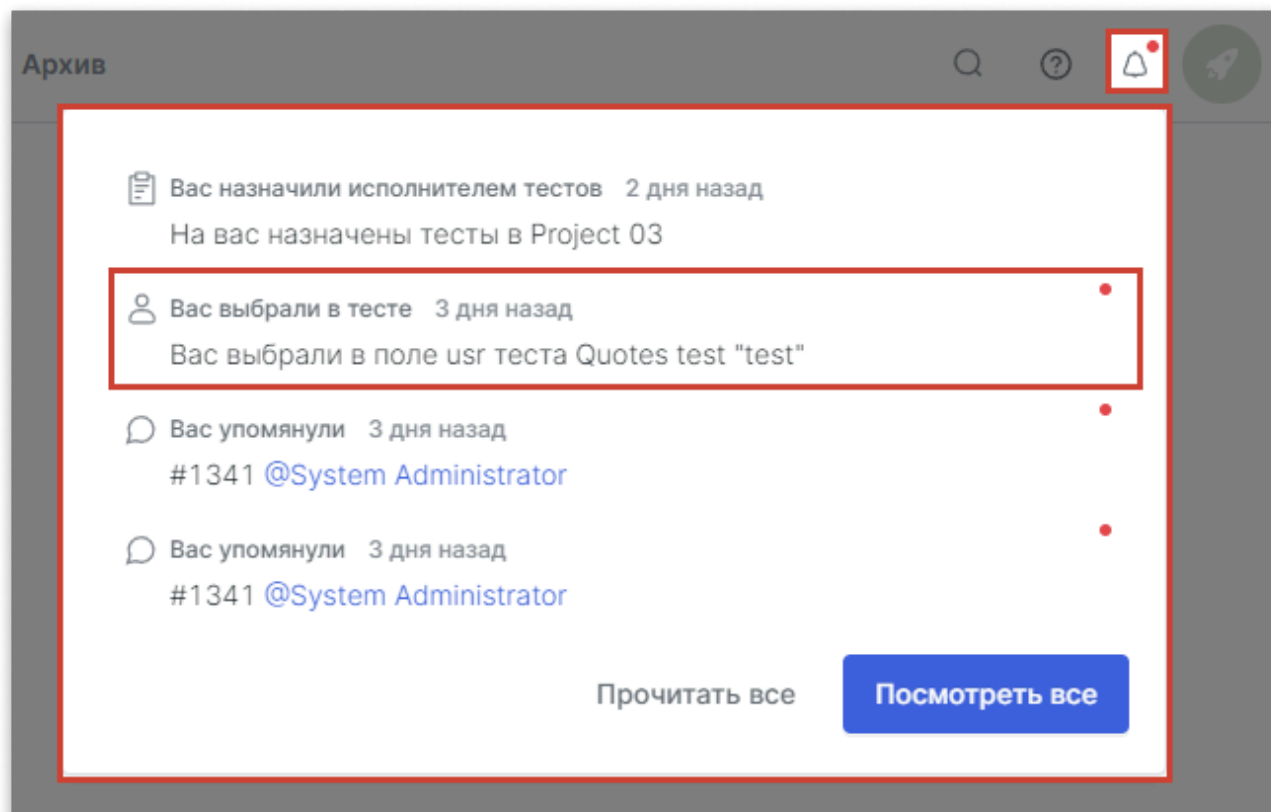 Архив
Вас назначили исполнителем тестов 2 дня назад
На вас назначены тесты в Project 03
Вас выбрали в тесте 3 дня назад
Вас выбрали в поле usr теста Quotes test "test"
Вас упомянули 3 дня назад
#1341 @System Administrator
Вас упомянули 3 дня назад
#1341 @System Administrator
Прочитать все Посмотреть все